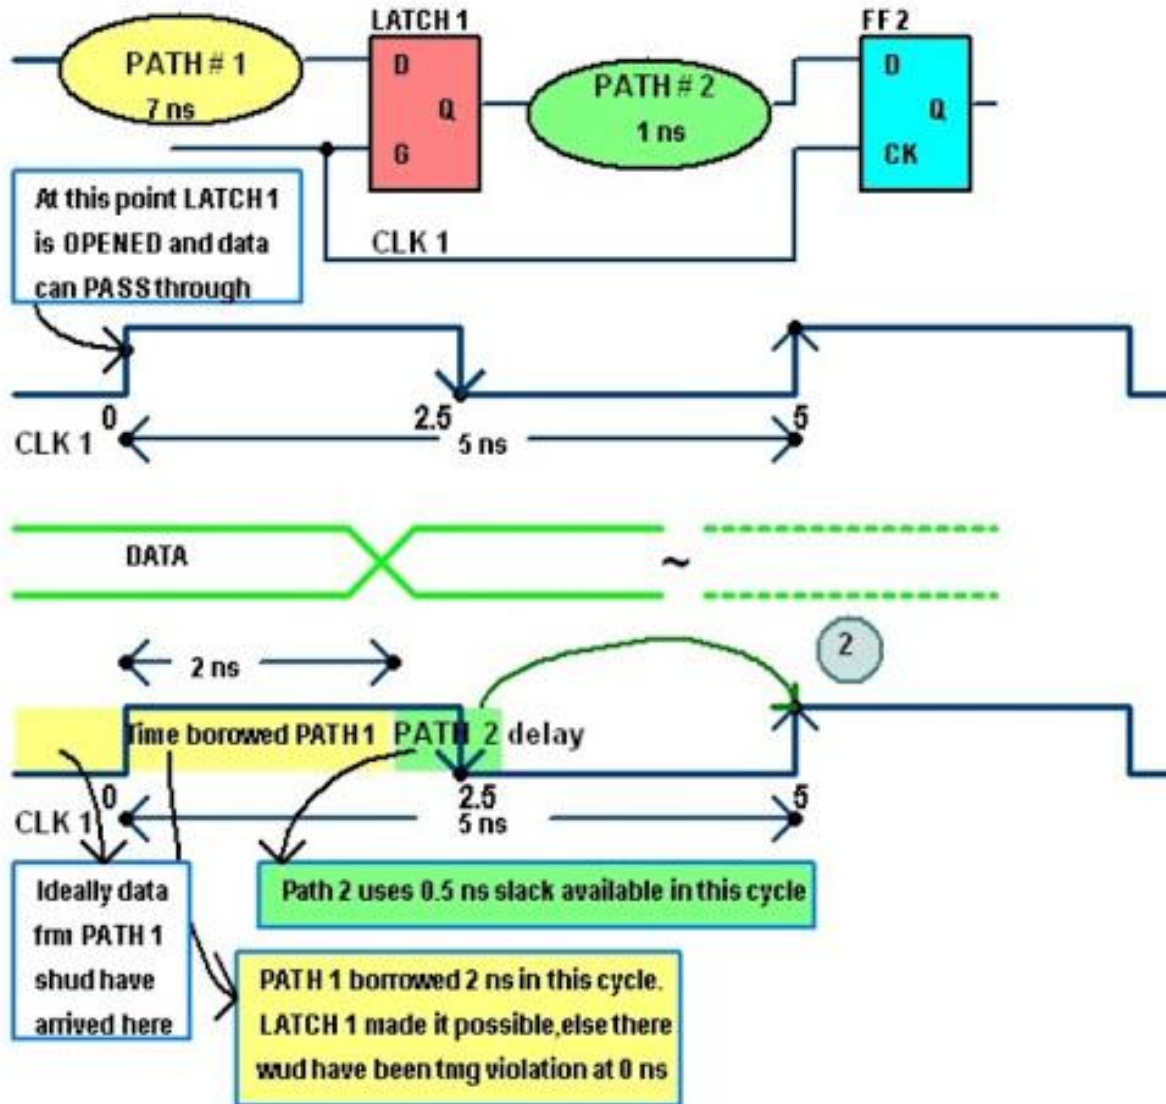 LATCH 1
FF 2
PATH # 1
7 ns
D
Q
G
PATH # 2
1 ns
D
Q
CK
At this point LATCH 1
is OPENED and data
can PASS through
CLK 1
0
2.5
5
CLK 1
5 ns
DATA
~
2 ns
2
Time borowed PATH 1
PATH 2 delay
0
2.5
5
CLK 1
5 ns
Ideally data
frm PATH 1
shud have
arrived here
Path 2 uses 0.5 ns slack available in this cycle
PATH 1 borrowed 2 ns in this cycle.
LATCH 1 made it possible,else there
wud have been tmg violation at 0 ns